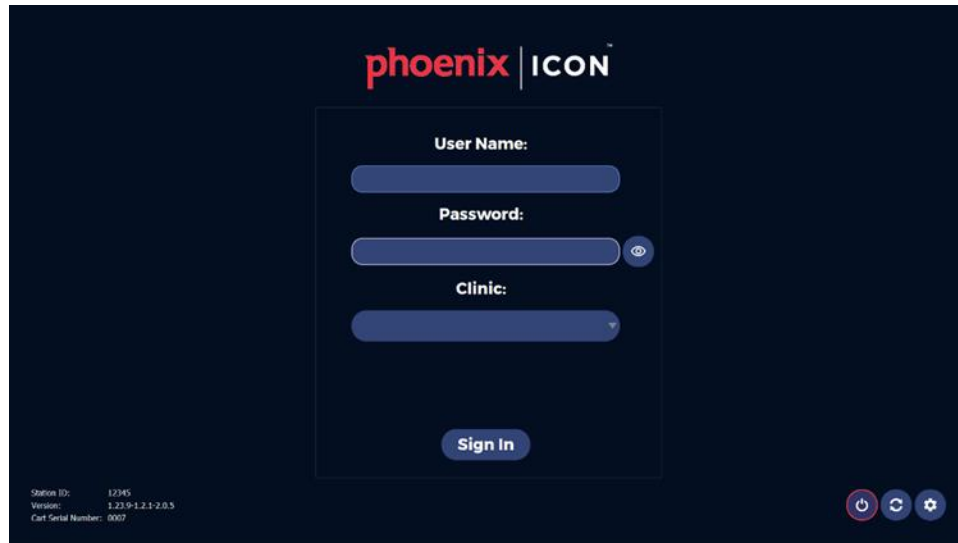 phoenix | ICON™
User Name:
Password:
Clinic:
Sign In
Station ID: 12345
Version: 1.23.9-1.2.1-2.0.5
Cart Serial Number: 0007